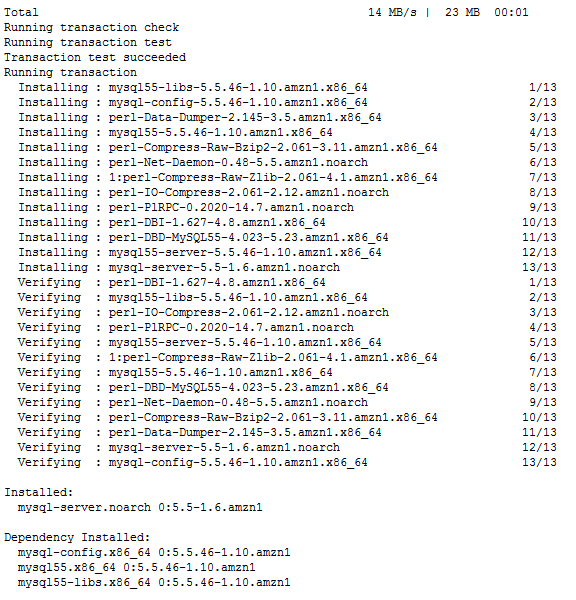 Total 14 MB/s | 23 MB 00:01
Running transaction check
Running transaction test
Transaction test succeeded
Running transaction
Installing : mysql55-libs-5.5.46-1.10.amzn1.x86_64 1/13
Installing : mysql-config-5.5.46-1.10.amzn1.x86_64 2/13
Installing : perl-Data-Dumper-2.145-3.5.amzn1.x86_64 3/13
Installing : mysql55-5.5.46-1.10.amzn1.x86_64 4/13
Installing : perl-Compress-Raw-Bzip2-2.061-3.11.amzn1.x86_64 5/13
Installing : perl-Net-Daemon-0.48-5.5.amzn1.noarch 6/13
Installing : 1:perl-Compress-Raw-Zlib-2.061-4.1.amzn1.x86_64 7/13
Installing : perl-IO-Compress-2.061-2.12.amzn1.noarch 8/13
Installing : perl-PlRPC-0.2020-14.7.amzn1.noarch 9/13
Installing : perl-DBI-1.627-4.8.amzn1.x86_64 10/13
Installing : perl-DBD-MySQL55-4.023-5.23.amzn1.x86_64 11/13
Installing : mysql55-server-5.5.46-1.10.amzn1.x86_64 12/13
Installing : mysql-server-5.5-1.6.amzn1.noarch 13/13
Verifying : perl-DBI-1.627-4.8.amzn1.x86_64 1/13
Verifying : mysql55-libs-5.5.46-1.10.amzn1.x86_64 2/13
Verifying : perl-IO-Compress-2.061-2.12.amzn1.noarch 3/13
Verifying : perl-PlRPC-0.2020-14.7.amzn1.noarch 4/13
Verifying : mysql55-server-5.5.46-1.10.amzn1.x86_64 5/13
Verifying : 1:perl-Compress-Raw-Zlib-2.061-4.1.amzn1.x86_64 6/13
Verifying : mysql55-5.5.46-1.10.amzn1.x86_64 7/13
Verifying : perl-DBD-MySQL55-4.023-5.23.amzn1.x86_64 8/13
Verifying : perl-Net-Daemon-0.48-5.5.amzn1.noarch 9/13
Verifying : perl-Compress-Raw-Bzip2-2.061-3.11.amzn1.x86_64 10/13
Verifying : perl-Data-Dumper-2.145-3.5.amzn1.x86_64 11/13
Verifying : mysql-server-5.5-1.6.amzn1.noarch 12/13
Verifying : mysql-config-5.5.46-1.10.amzn1.x86_64 13/13
Installed:
mysql-server.noarch 0:5.5-1.6.amzn1
Dependency Installed:
mysql-config.x86_64 0:5.5.46-1.10.amzn1
mysql55.x86_64 0:5.5.46-1.10.amzn1
mysql55-libs.x86_64 0:5.5.46-1.10.amzn1